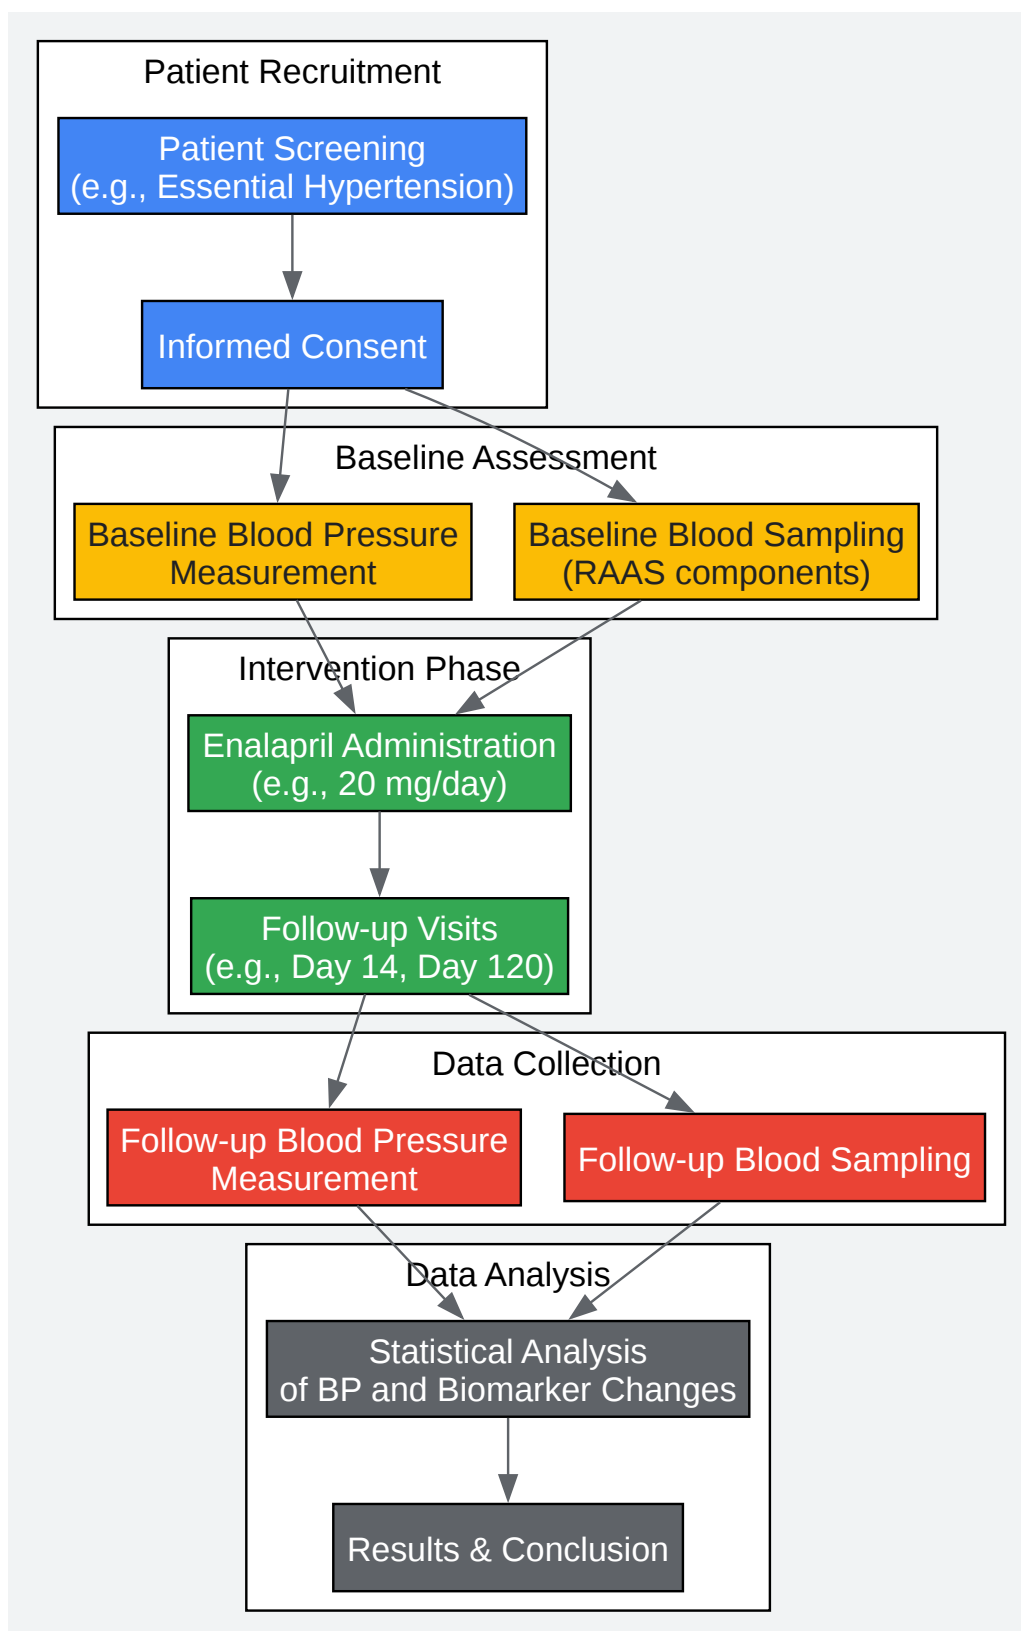 Patient Recruitment
Patient Screening
(e.g., Essential Hypertension)
Informed Consent
Baseline Assessment
Baseline Blood Pressure
Measurement
Baseline Blood Sampling
(RAAS components)
Intervention Phase
Enalapril Administration
(e.g., 20 mg/day)
Follow-up Visits
(e.g., Day 14, Day 120)
Data Collection
Follow-up Blood Pressure
Measurement
Follow-up Blood Sampling
Data Analysis
Statistical Analysis
of BP and Biomarker Changes
Results & Conclusion